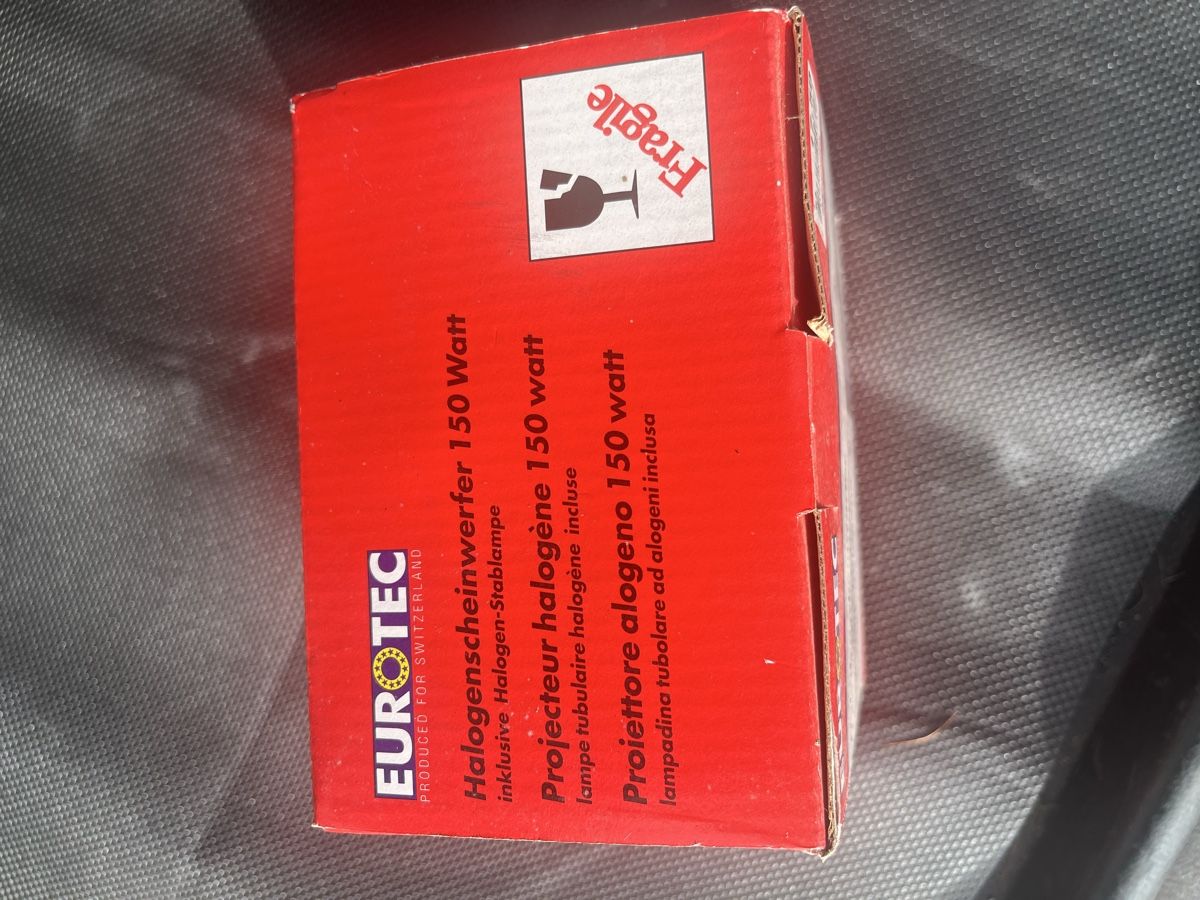 EUROTEC
PRODUCED FOR SWITZERLAND
Halogenscheinwerfer 150 Watt
inklusive Halogen-Stablampe
Projecteur halogène 150 watt
lampe tubulaire halogène incluse
Proiettore alogeno 150 watt
lampadina tubolare ad alogeni inclusa
Fragile